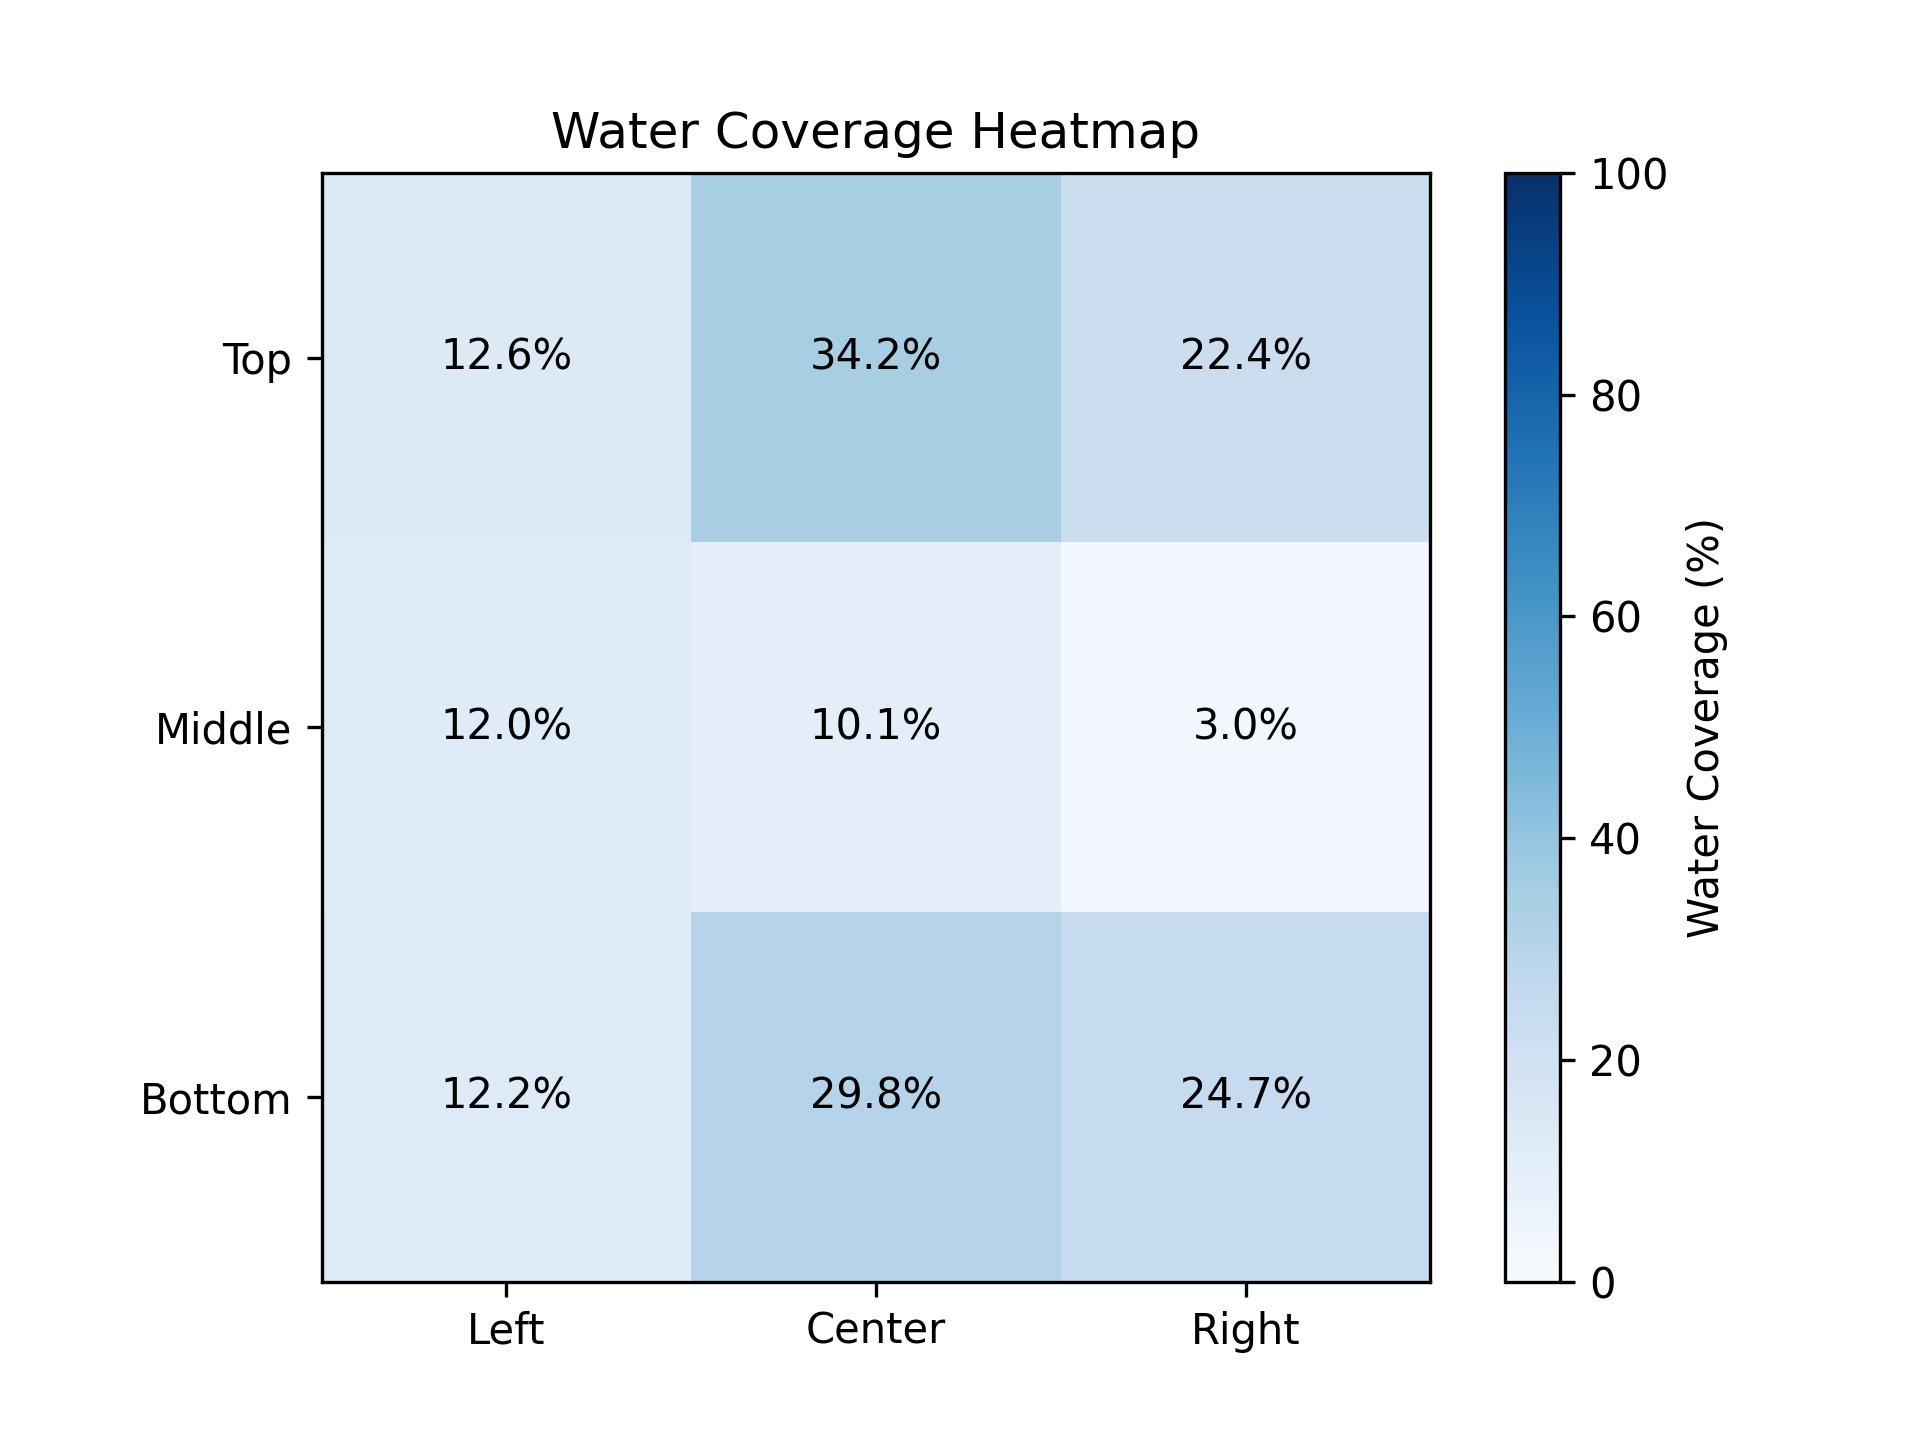 Water Coverage Heatmap
Top
12.6%
34.2%
22.4%
Middle
12.0%
10.1%
3.0%
Bottom
12.2%
29.8%
24.7%
Left
Center
Right
100
80
60
40
20
0
Water Coverage (%)